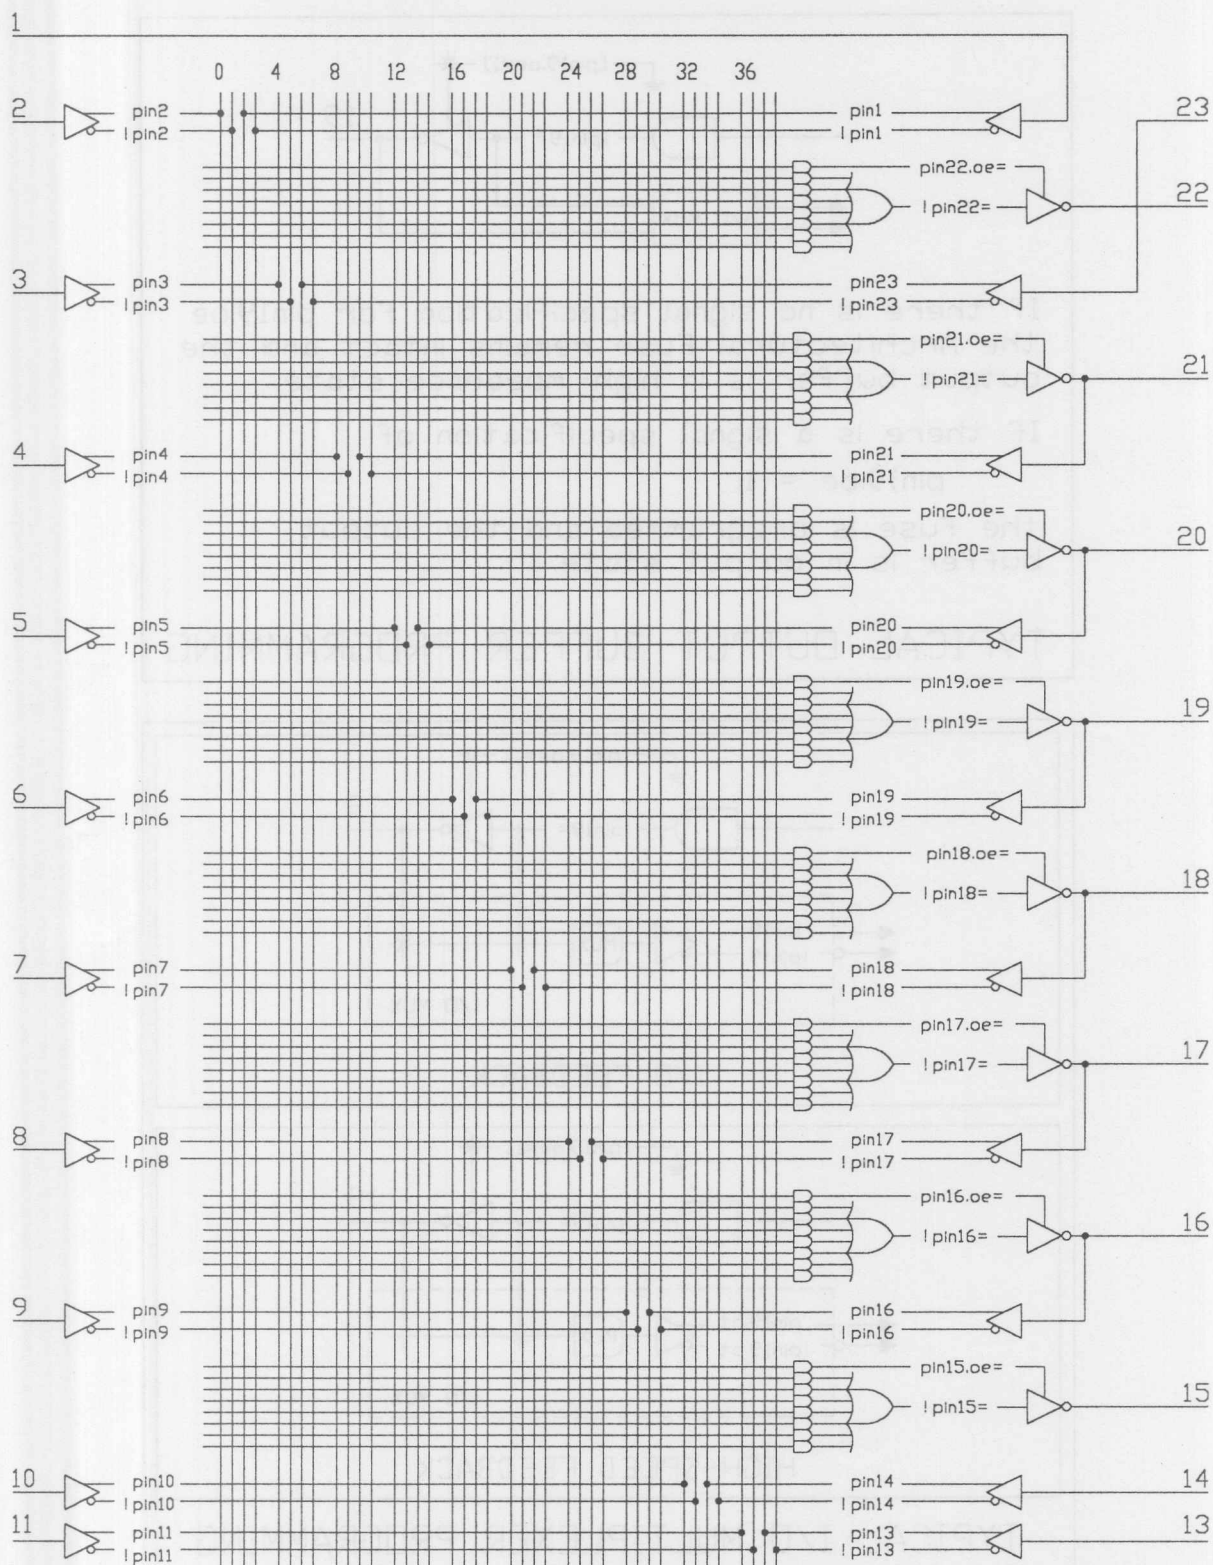 1
0 4 8 12 16 20 24 28 32 36
2 pin2 pin1 23
!pin2 !pin1
pin22.oe=
!pin22= 22
3 pin3 pin23
!pin3 !pin23
pin21.oe=
!pin21= 21
4 pin4 pin21
!pin4 !pin21
pin20.oe=
!pin20= 20
5 pin5 pin20
!pin5 !pin20
pin19.oe=
!pin19= 19
6 pin6 pin19
!pin6 !pin19
pin18.oe=
!pin18= 18
7 pin7 pin18
!pin7 !pin18
pin17.oe=
!pin17= 17
8 pin8 pin17
!pin8 !pin17
pin16.oe=
!pin16= 16
9 pin9 pin16
!pin9 !pin16
pin15.oe=
!pin15= 15
10 pin10 pin14 14
!pin10 !pin14
11 pin11 pin13 13
!pin11 !pin13